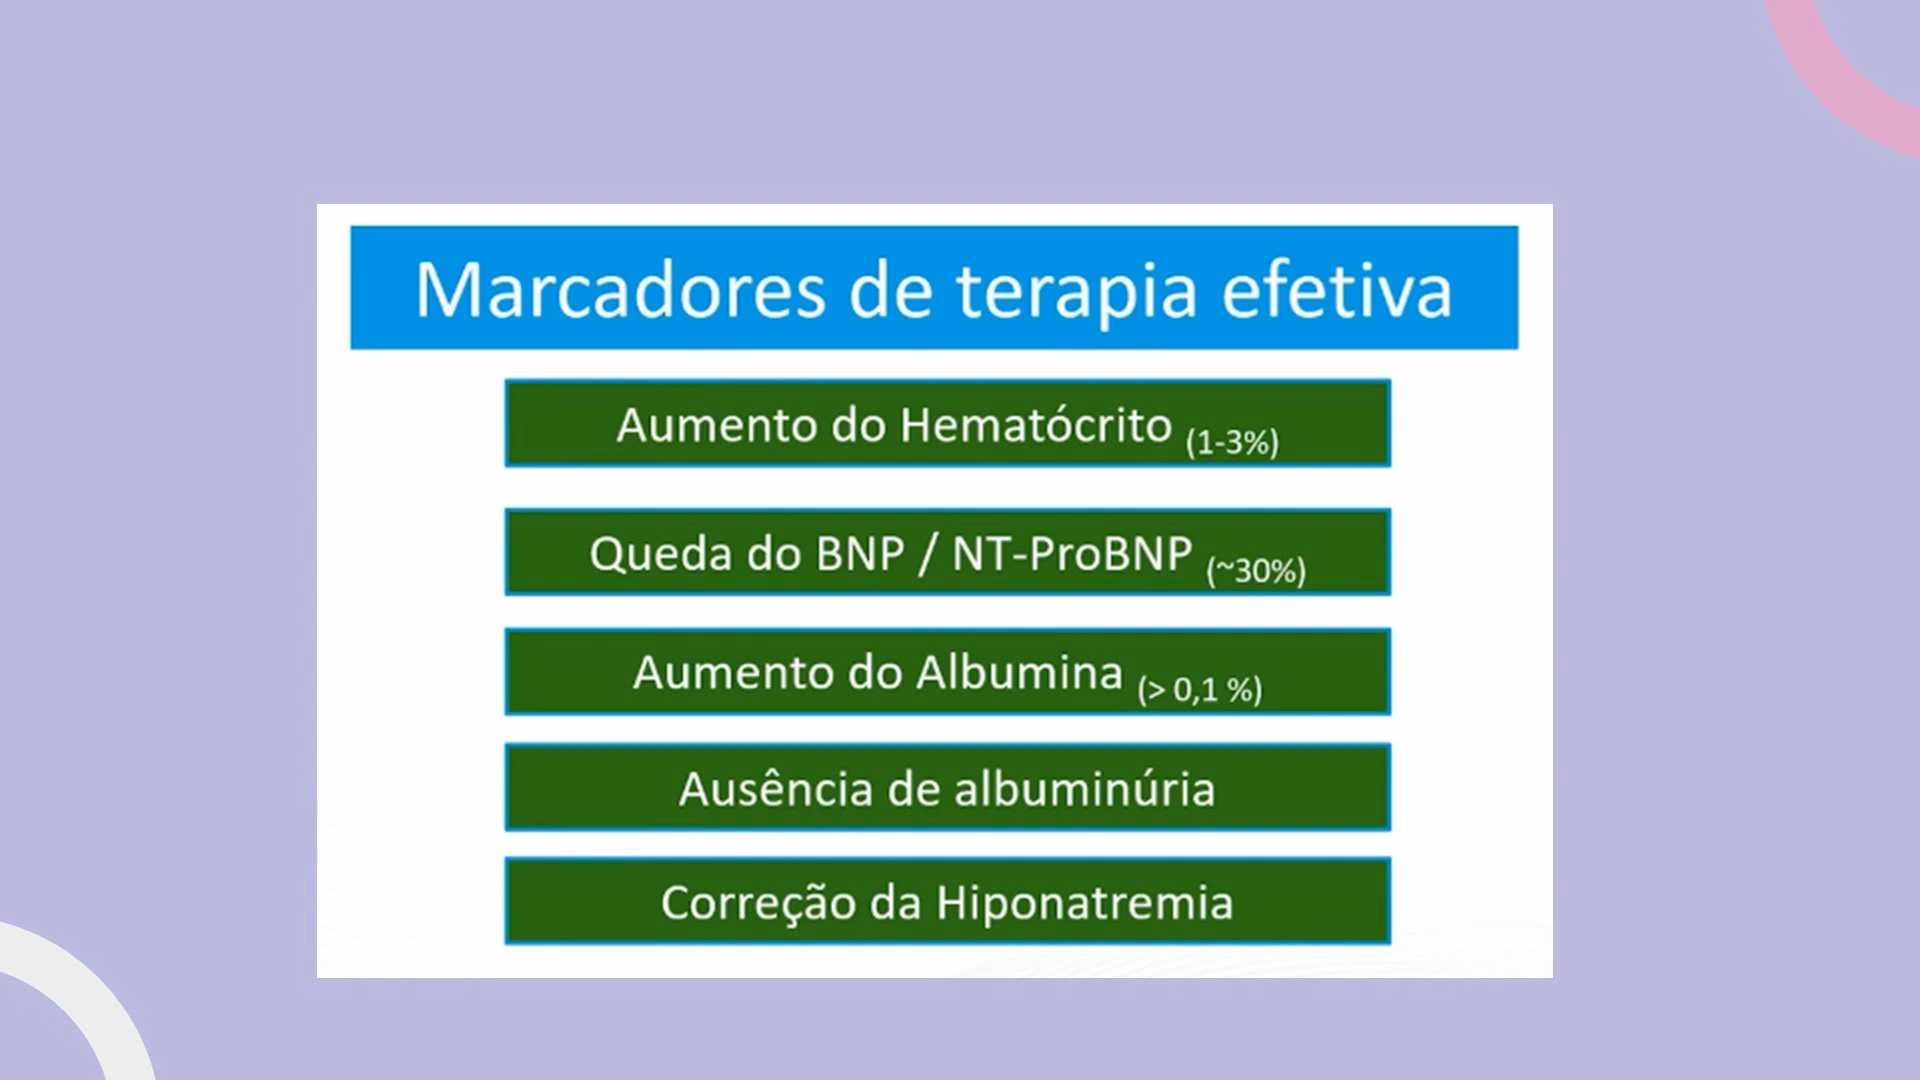 Marcadores de terapia efetiva
Aumento do Hematócrito (1-3%)
Queda do BNP / NT-ProBNP (~30%)
Aumento do Albumina (> 0,1 %)
Ausência de albuminúria
Correção da Hiponatremia